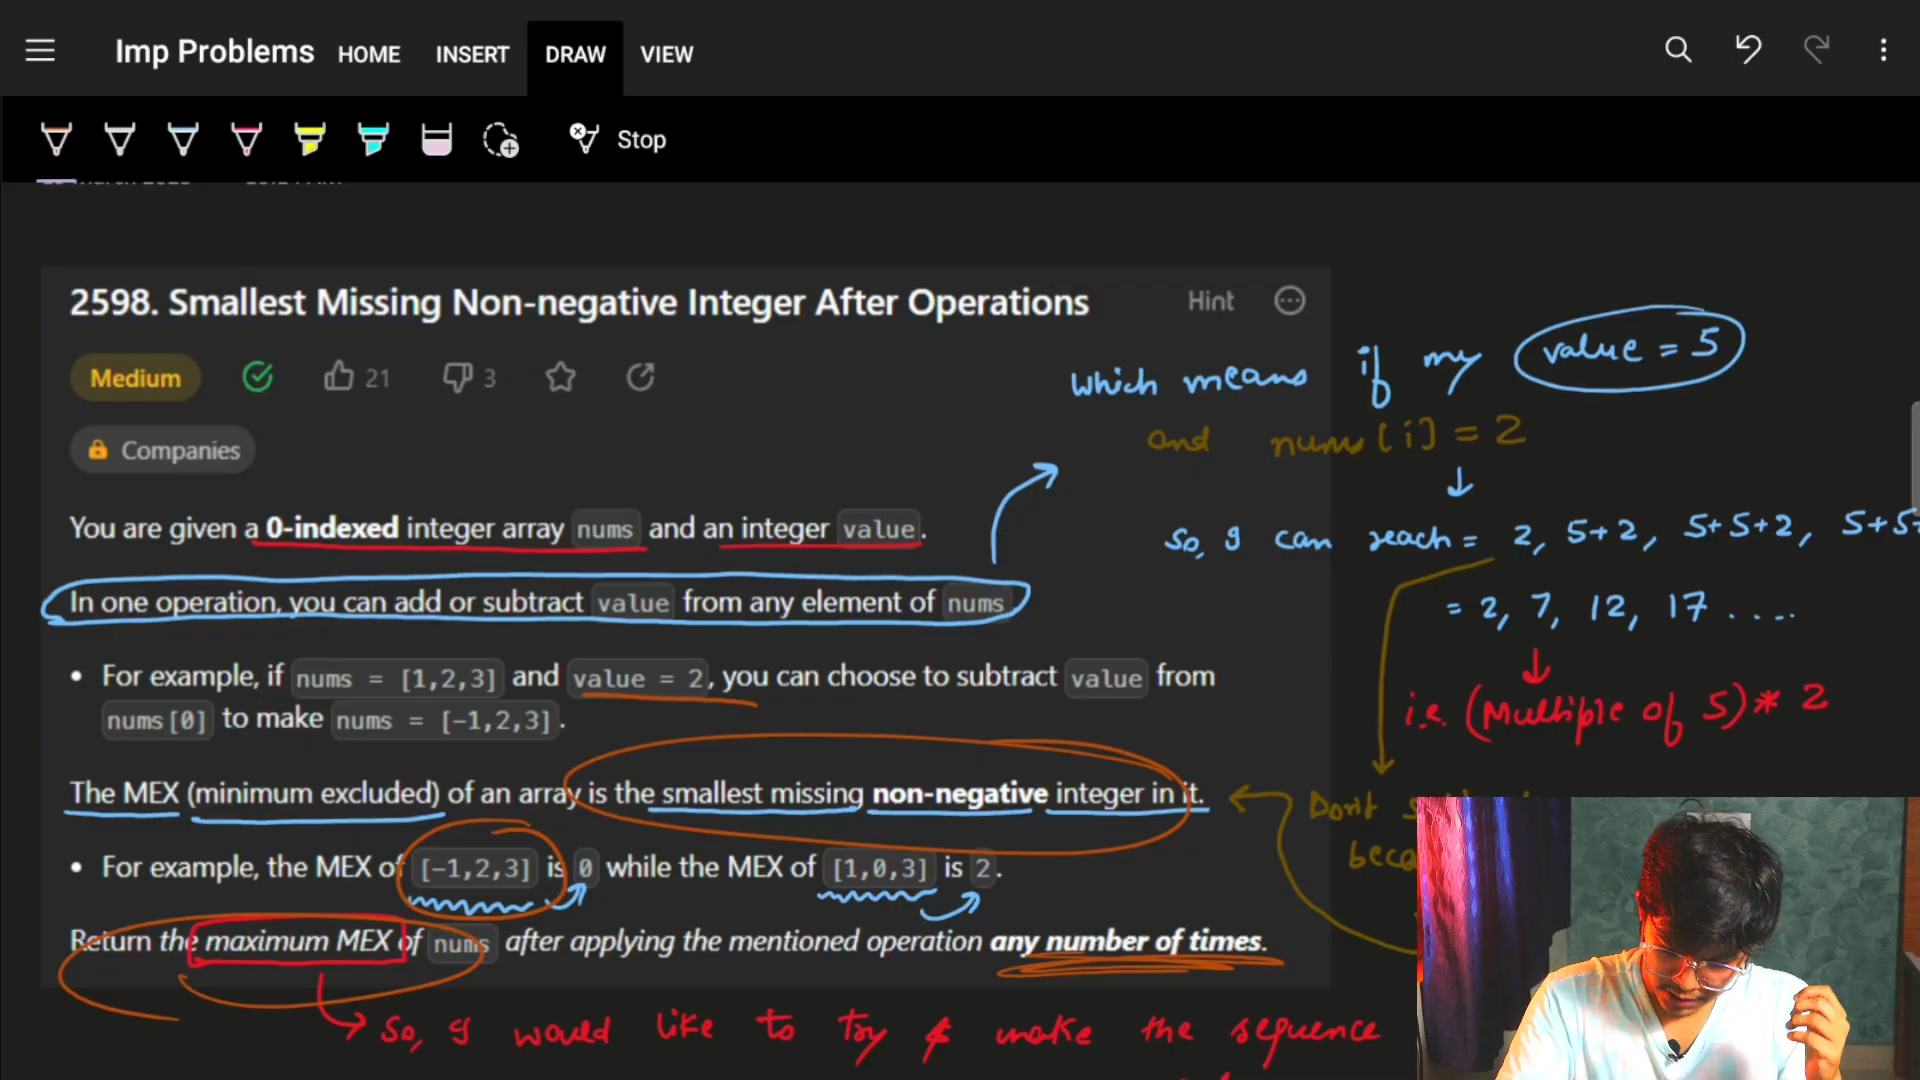 Imp Problems HOME INSERT DRAW VIEW
Stop
2598. Smallest Missing Non-negative Integer After Operations Hint
Medium 21 3
Companies
You are given a 0-indexed integer array nums and an integer value.
In one operation, you can add or subtract value from any element of nums
• For example, if nums = [1,2,3] and value = 2, you can choose to subtract value from
nums[0] to make nums = [-1,2,3].
The MEX (minimum excluded) of an array is the smallest missing non-negative integer in it.
• For example, the MEX of [-1,2,3] is 0 while the MEX of [1,0,3] is 2.
Return the maximum MEX of nums after applying the mentioned operation any number of times.
which means if my value = 5
and nums[i] = 2
So, I can reach = 2, 5+2, 5+5+2, 5+5+
= 2, 7, 12, 17 ....
i.e. (Multiple of 5) * 2
Don't
So, I would like to try & make the sequence